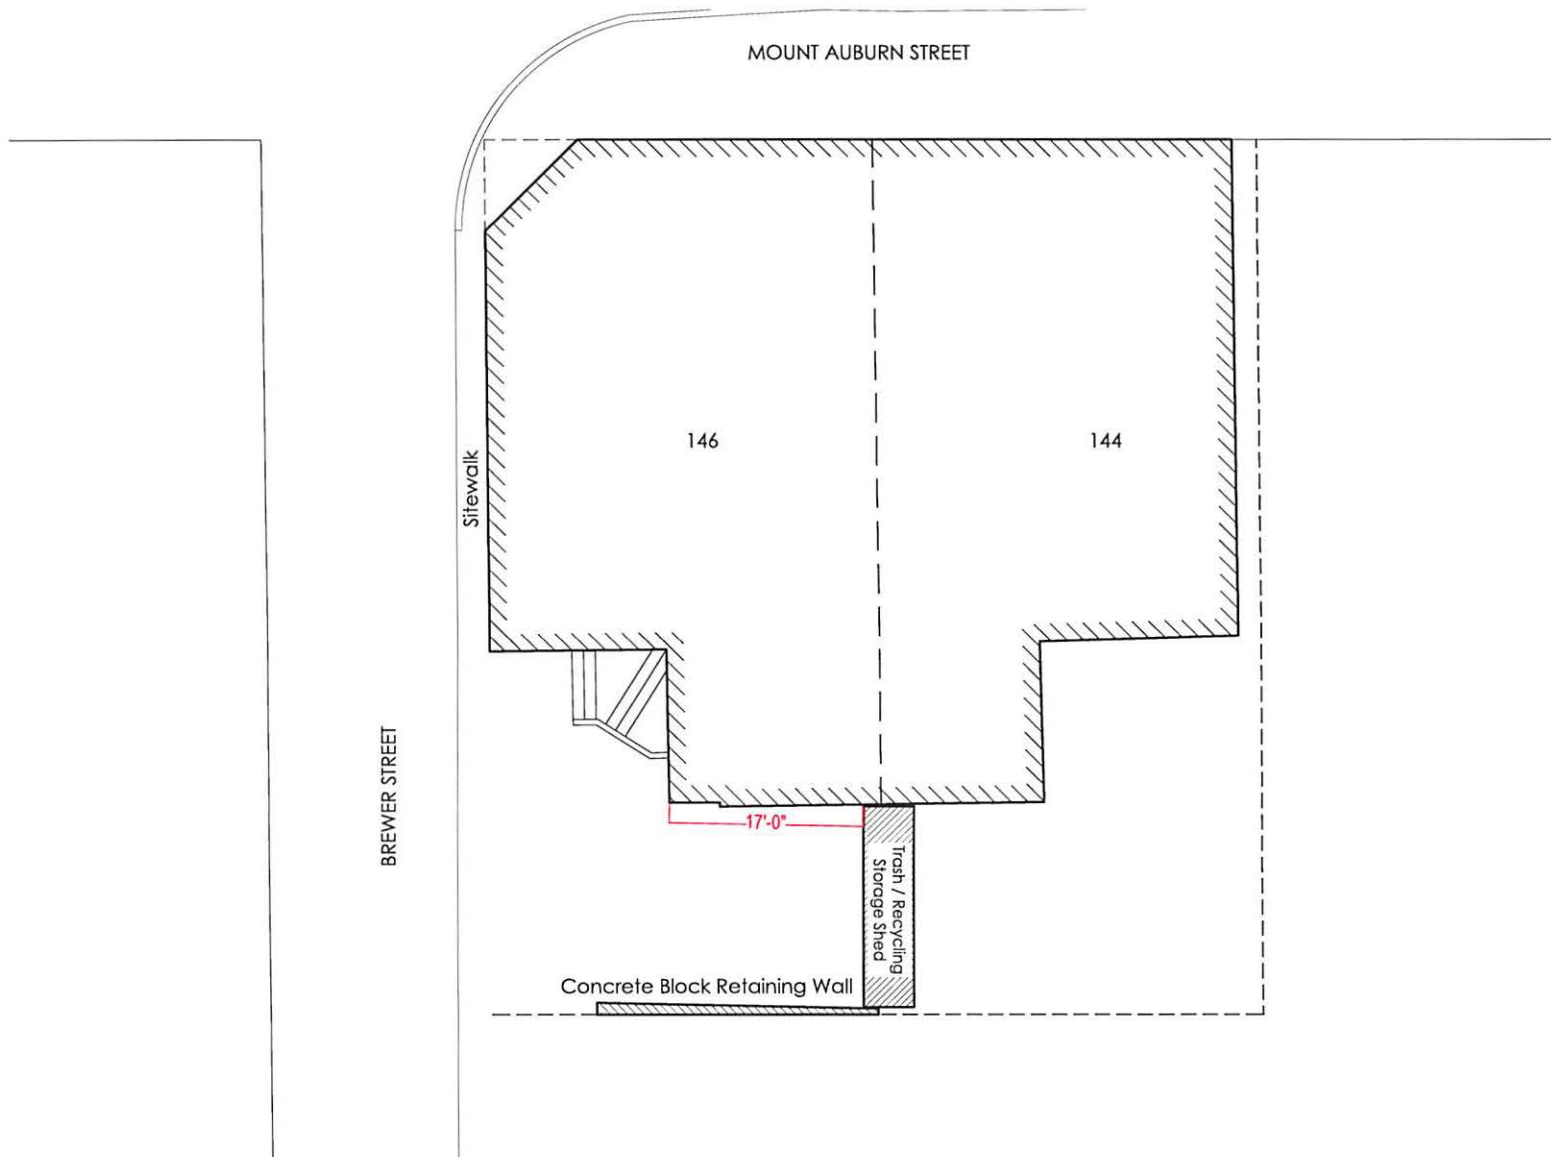 MOUNT AUBURN STREET
146
144
Sitewalk
BREWER STREET
17'-0"
Trash / Recycling
Storage Shed
Concrete Block Retaining Wall